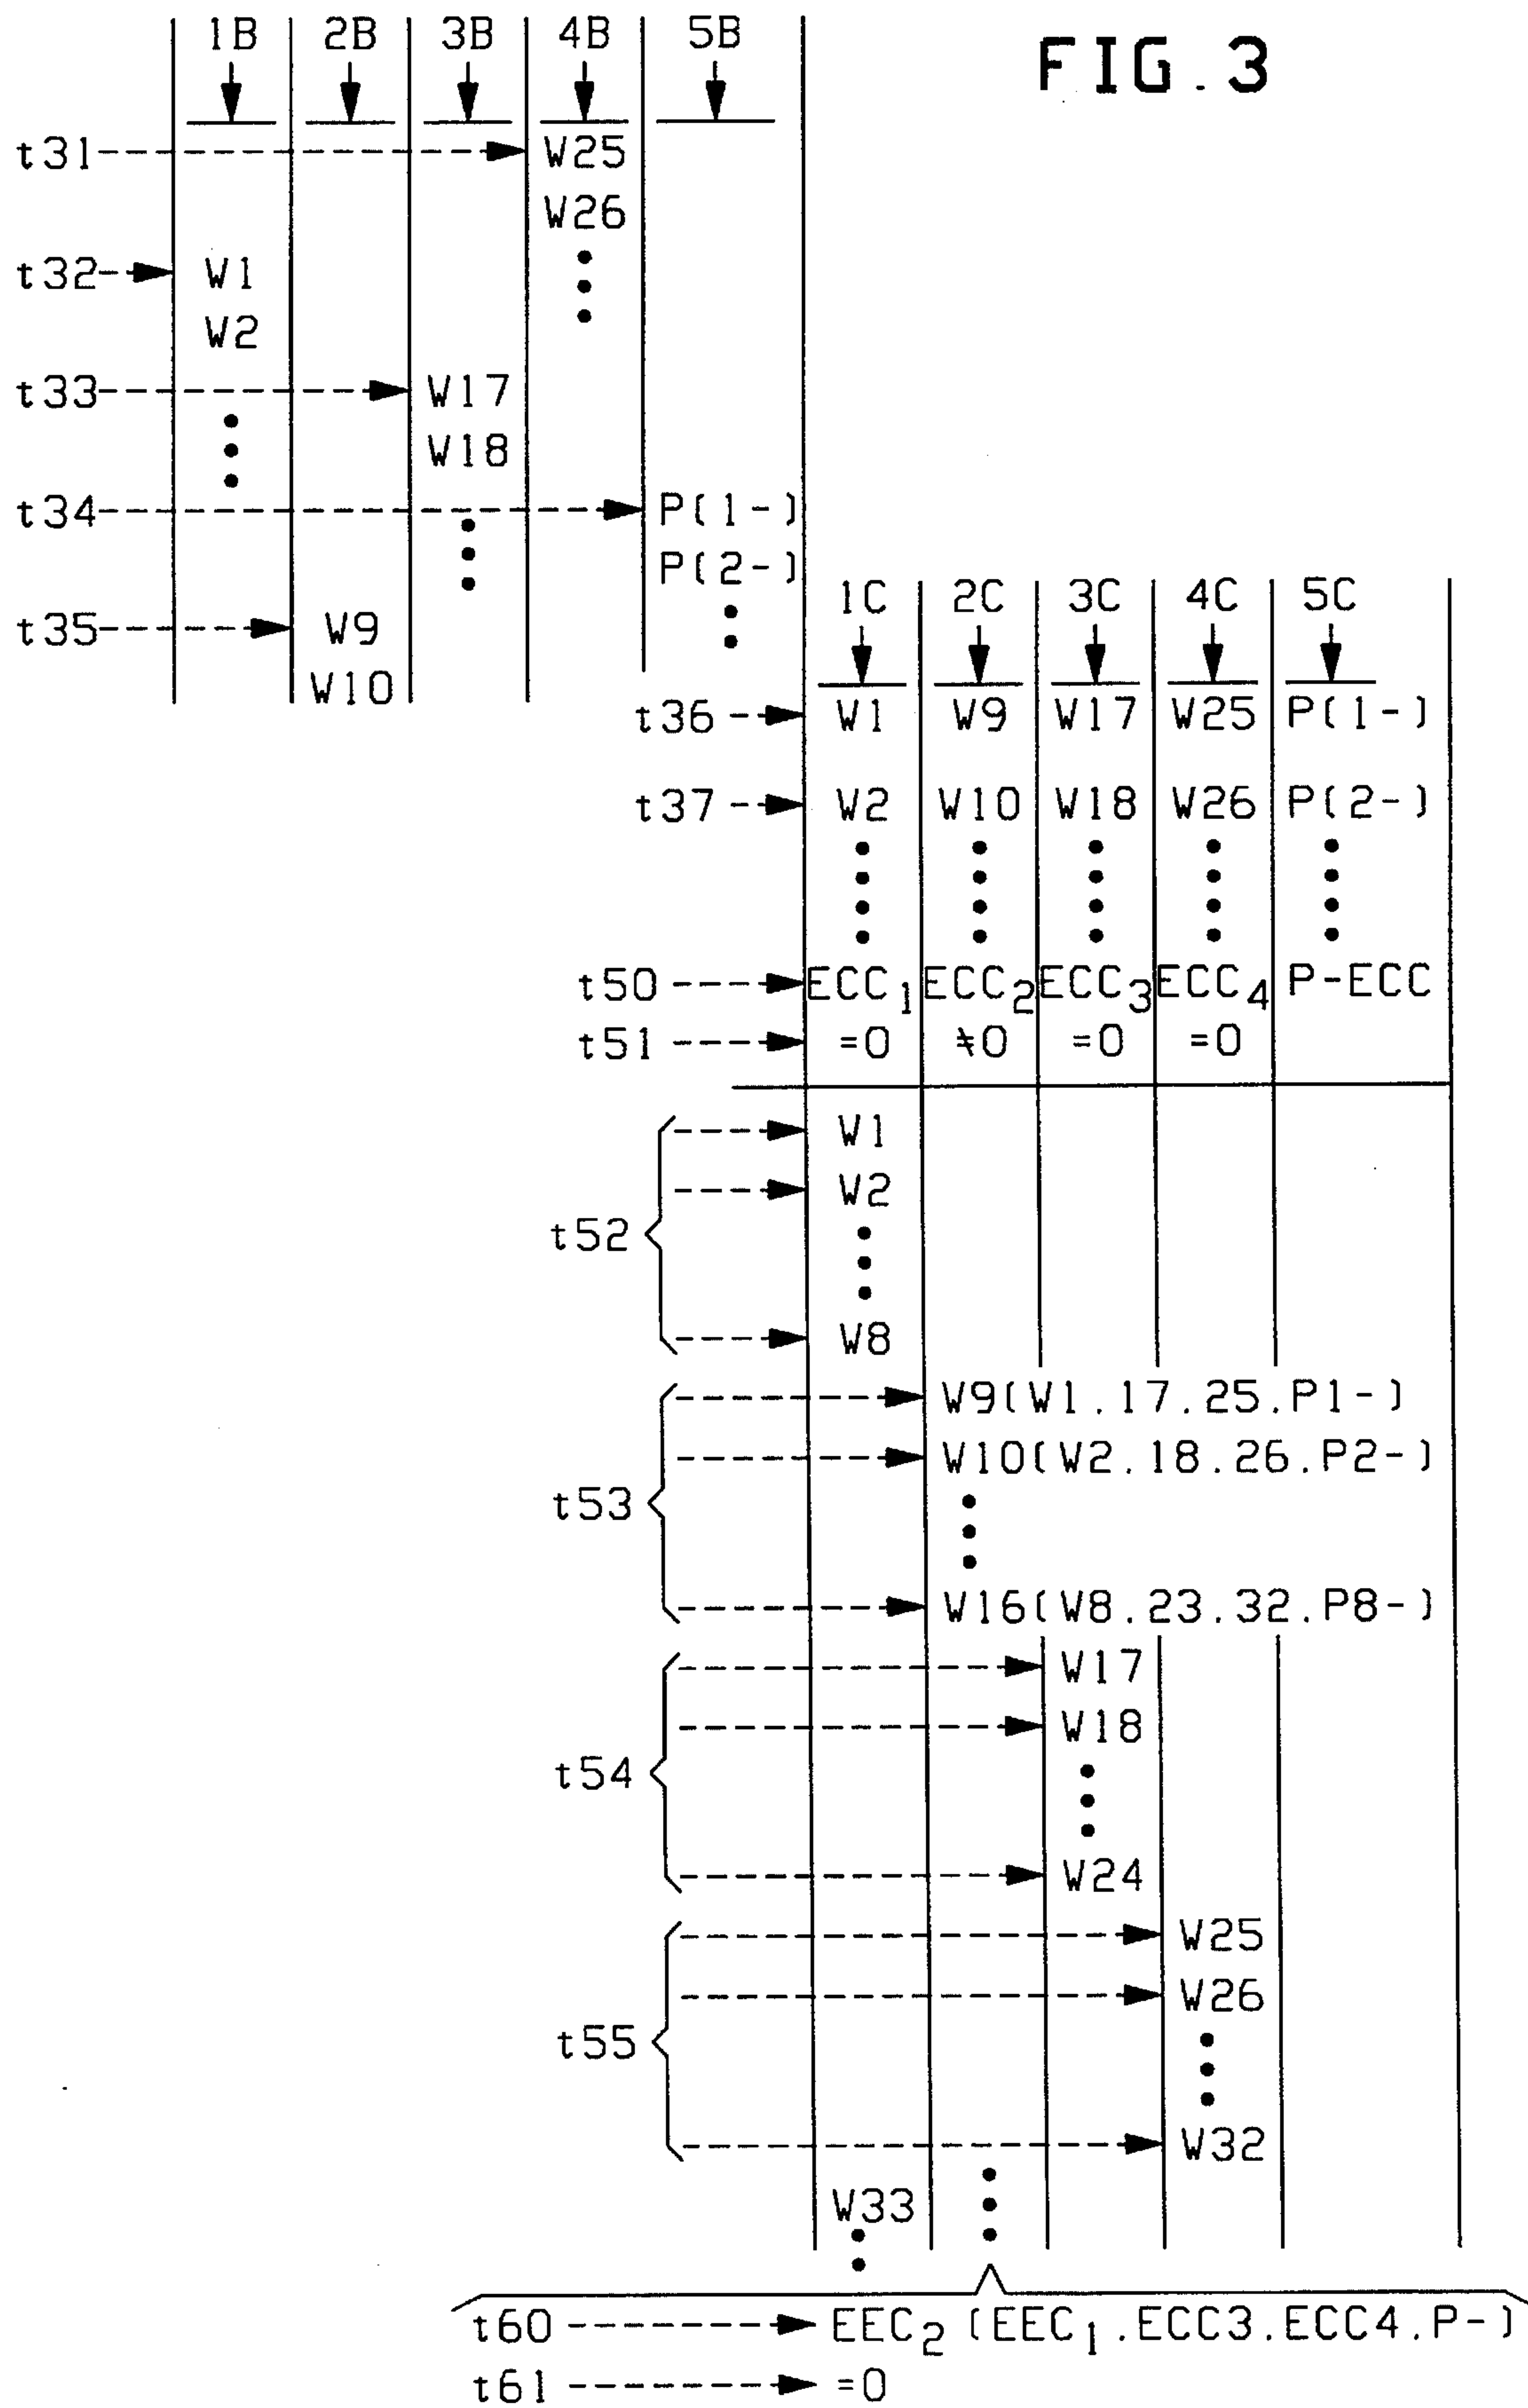 1B 2B 3B 4B 5B
FIG.3
t31 W25
W26
t32 W1
W2
t33 W17
W18
t34 P(1-)
P(2-)
t35 W9
W10
1C 2C 3C 4C 5C
t36 W1 W9 W17 W25 P(1-)
t37 W2 W10 W18 W26 P(2-)
t50 ECC1 ECC2 ECC3 ECC4 P-ECC
t51 =0 ≠0 =0 =0
W1
W2
t52
W8
W9(W1.17.25.P1-)
W10(W2.18.26.P2-)
t53
W16(W8.23.32.P8-)
W17
W18
t54
W24
W25
W26
t55
W32
W33
t60 EEC2 (EEC1.ECC3.ECC4.P-)
t61 =0